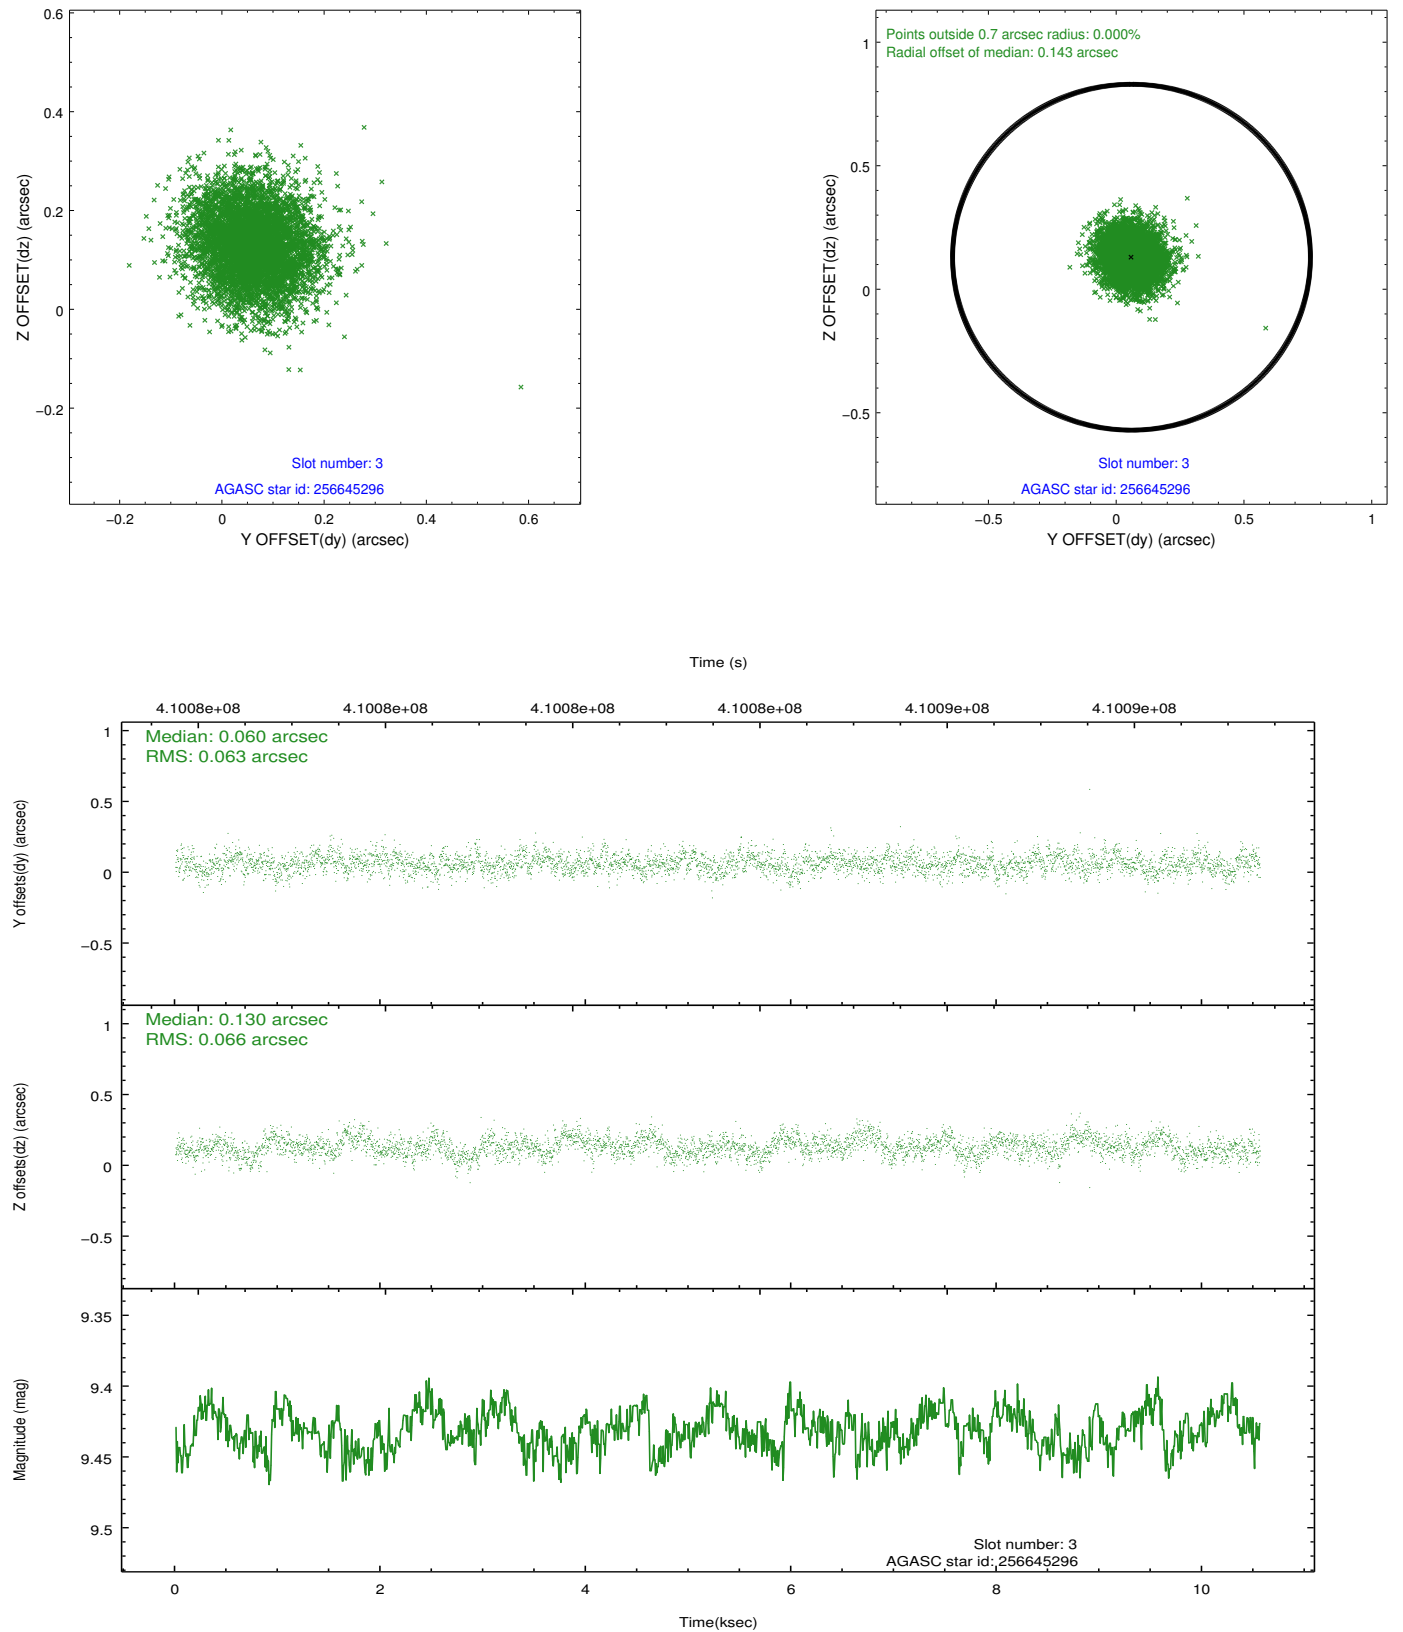 0.6
0.4
0.2
0
−0.2
Z OFFSET(dz) (arcsec)
Slot number: 3
AGASC star id: 256645296
−0.2 0 0.2 0.4 0.6
Y OFFSET(dy) (arcsec)
Points outside 0.7 arcsec radius: 0.000%
Radial offset of median: 0.143 arcsec
1
0.5
0
−0.5
Z OFFSET(dz) (arcsec)
Slot number: 3
AGASC star id: 256645296
−0.5 0 0.5 1
Y OFFSET(dy) (arcsec)
Time (s)
4.1008e+08 4.1008e+08 4.1008e+08 4.1008e+08 4.1009e+08 4.1009e+08
Median: 0.060 arcsec
RMS: 0.063 arcsec
1
0.5
0
−0.5
Y offsets(dy) (arcsec)
Median: 0.130 arcsec
RMS: 0.066 arcsec
1
0.5
0
−0.5
Z offsets(dz) (arcsec)
9.35
9.4
9.45
9.5
Magnitude (mag)
Slot number: 3
AGASC star id: 256645296
0 2 4 6 8 10
Time(ksec)